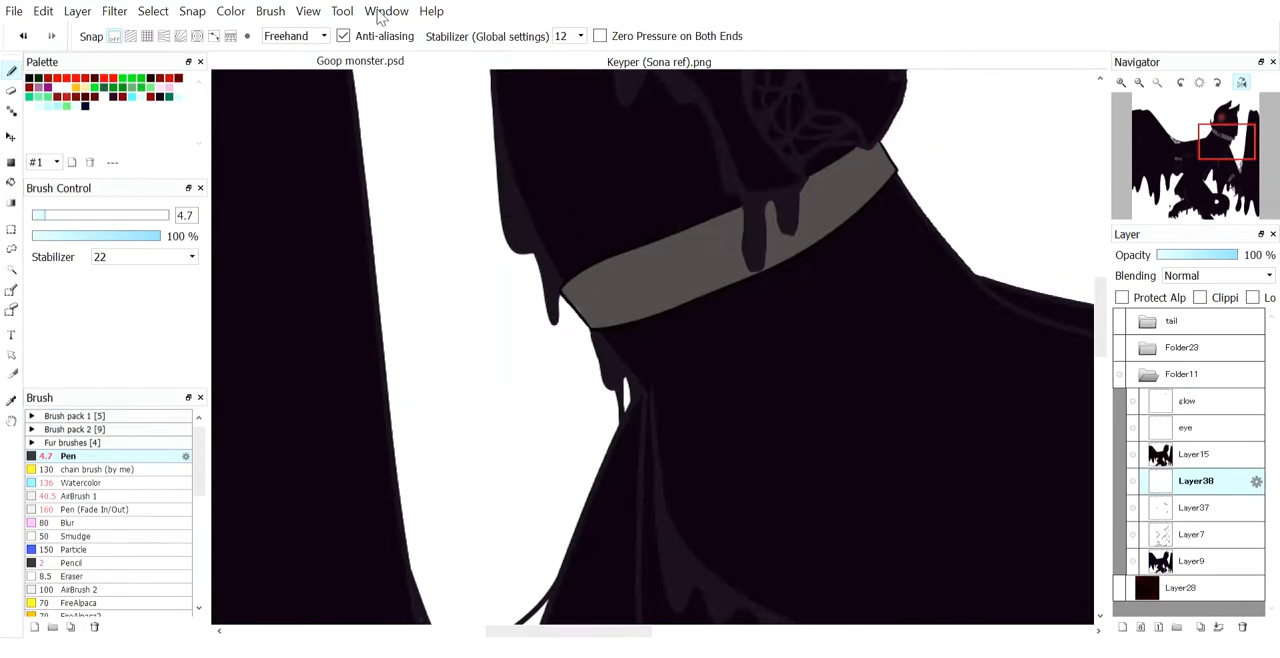 File Edit Layer Filter Select Snap Color Brush View Tool Window Help
Snap OFF Freehand Anti-aliasing Stabilizer (Global settings) 12 Zero Pressure on Both Ends
Goop monster.psd Keyper (Sona ref).png
Palette
#1 ---
Brush Control
4.7
100 %
Stabilizer 22
Brush
Brush pack 1 [5]
Brush pack 2 [9]
Fur brushes [4]
4.7 Pen
130 chain brush (by me)
136 Watercolor
40.5 AirBrush 1
160 Pen (Fade In/Out)
80 Blur
50 Smudge
150 Particle
2 Pencil
8.5 Eraser
100 AirBrush 2
70 FireAlpaca
70 FireAlpaca2
Navigator
Layer
Opacity 100 %
Blending Normal
Protect Alp Clippi Lo
tail
Folder23
Folder11
glow
eye
Layer15
Layer38
Layer37
Layer7
Layer9
Layer28